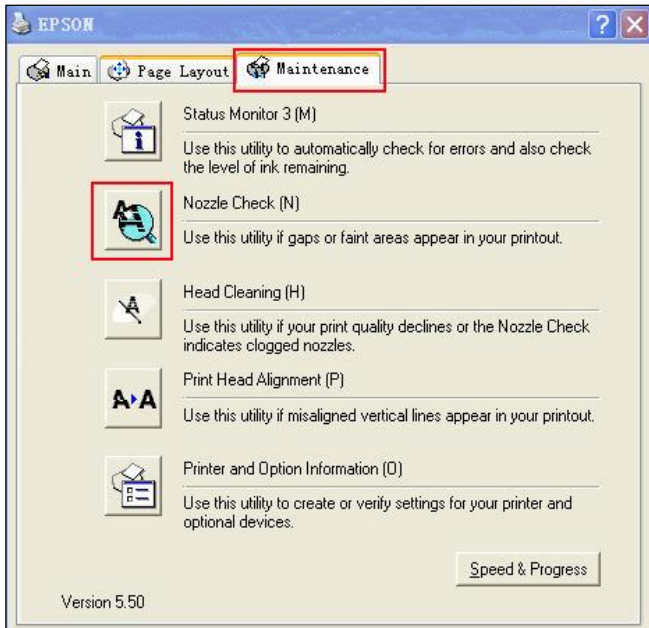 EPSON
Main Page Layout Maintenance
Status Monitor 3 (M)
Use this utility to automatically check for errors and also check
the level of ink remaining.
Nozzle Check (N)
Use this utility if gaps or faint areas appear in your printout.
Head Cleaning (H)
Use this utility if your print quality declines or the Nozzle Check
indicates clogged nozzles.
Print Head Alignment (P)
Use this utility if misaligned vertical lines appear in your printout.
Printer and Option Information (O)
Use this utility to create or verify settings for your printer and
optional devices.
Speed & Progress
Version 5.50